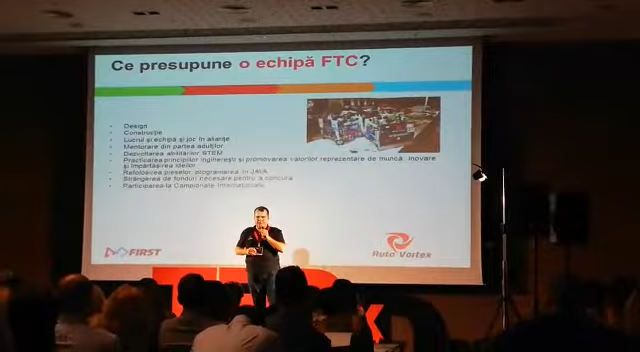 Ce presupune o echipă FTC?
Design
Construcție
Lucrul și echipă și joc în alianțe
Mentorare din partea adulților
Dezvoltarea abilităților STEM
Practicarea principiilor inginerești și promovarea valorilor reprezentare de muncă, inovare
și împărtășirea ideilor
Refolosirea pieselor, programarea în JAVA
Strângerea de fonduri necesare pentru a concura
Participarea la Campionate Internaționale
FIRST
Auto Vortex